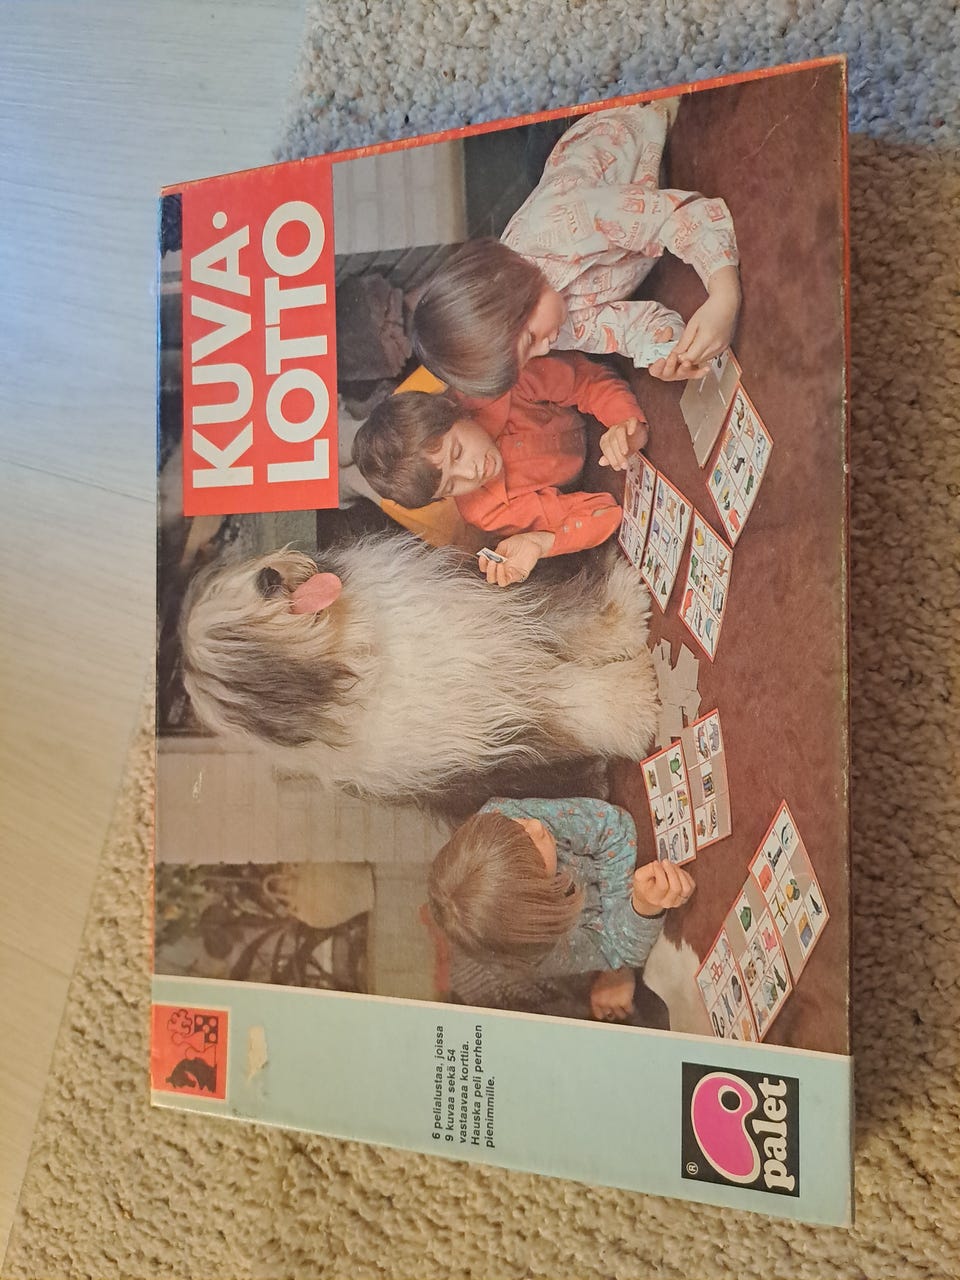 KUVA·
LOTTO
6 pelialustaa, joissa
9 kuvaa sekä 54
vastaavaa korttia.
Hauska peli perheen
pienimmille.
®
palet